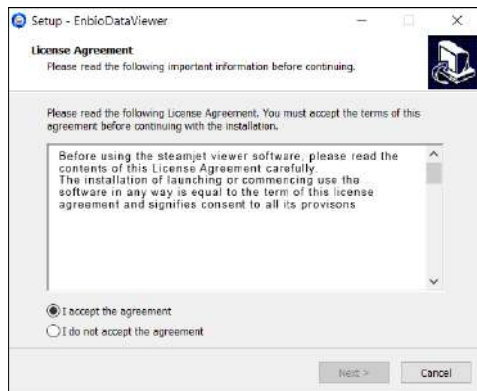 Setup - EnbioDataViewer
License Agreement
Please read the following important information before continuing.
Please read the following License Agreement. You must accept the terms of this
agreement before continuing with the installation.
Before using the steamjet viewer software, please read the
contents of this License Agreement carefully.
The installation of launching or commencing use the
software in any way is equal to the term of this license
agreement and signifies consent to all its provisons
I accept the agreement
I do not accept the agreement
Next >
Cancel